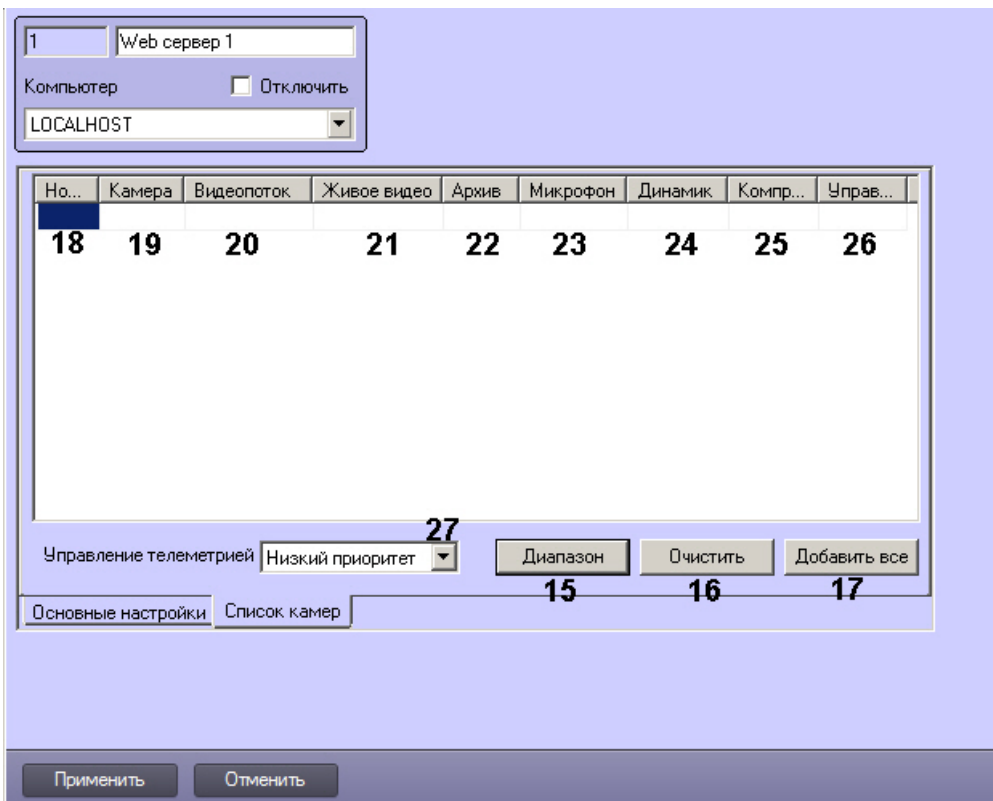 1 Web сервер 1
Компьютер Отключить
LOCALHOST
Но... Камера Видеопоток Живое видео Архив Микрофон Динамик Компр... Управ...
18 19 20 21 22 23 24 25 26
27
Управление телеметрией Низкий приоритет Диапазон Очистить Добавить все
15 16 17
Основные настройки Список камер
Применить Отменить